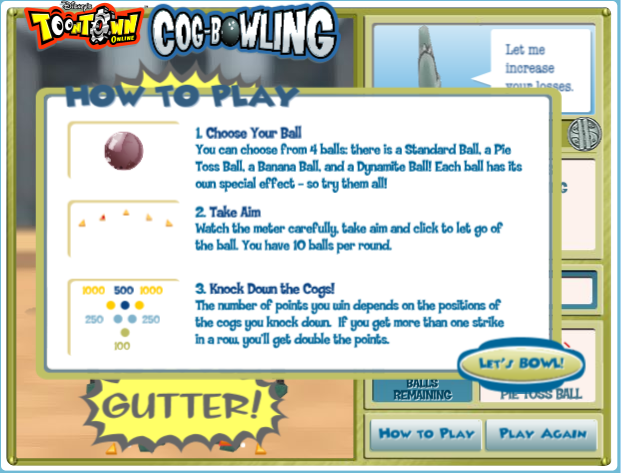 Disney's
TOONTOWN
ONLINE
COG-BOWLING
Let me
increase
your losses.
HOW TO PLAY
1. Choose Your Ball
You can choose from 4 balls: there is a Standard Ball, a Pie
Toss Ball, a Banana Ball, and a Dynamite Ball! Each ball has its
own special effect - so try them all!
2. Take Aim
Watch the meter carefully, take aim and click to let go of
the ball. You have 10 balls per round.
3. Knock Down the Cogs!
The number of points you win depends on the positions of
the cogs you knock down. If you get more than one strike
in a row, you'll get double the points.
1000 500 1000
250 250
100
LET'S BOWL!
GUTTER!
BALLS
REMAINING
PIE TOSS BALL
HOW TO PLAY
PLAY AGAIN